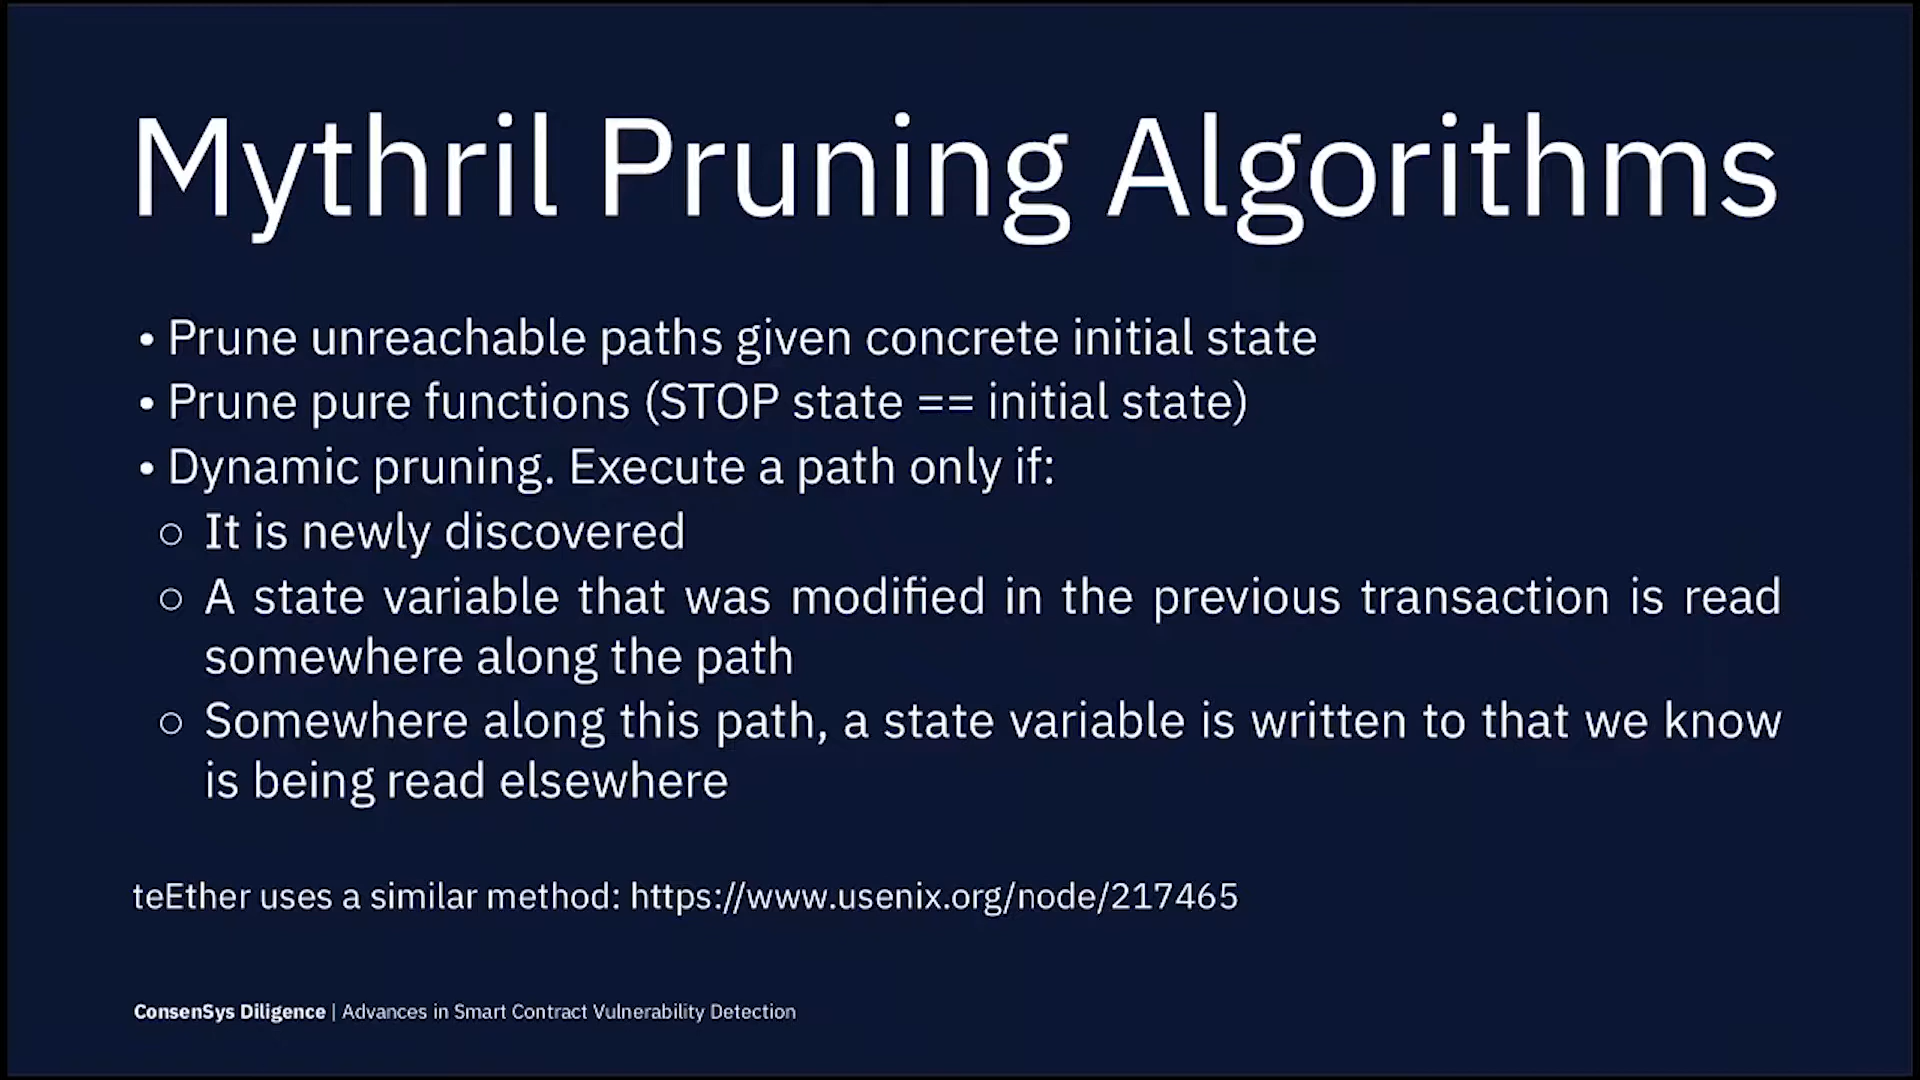 Mythril Pruning Algorithms
• Prune unreachable paths given concrete initial state
• Prune pure functions (STOP state == initial state)
• Dynamic pruning. Execute a path only if:
○ It is newly discovered
○ A state variable that was modified in the previous transaction is read
somewhere along the path
○ Somewhere along this path, a state variable is written to that we know
is being read elsewhere
teEther uses a similar method: https://www.usenix.org/node/217465
ConsenSys Diligence | Advances in Smart Contract Vulnerability Detection